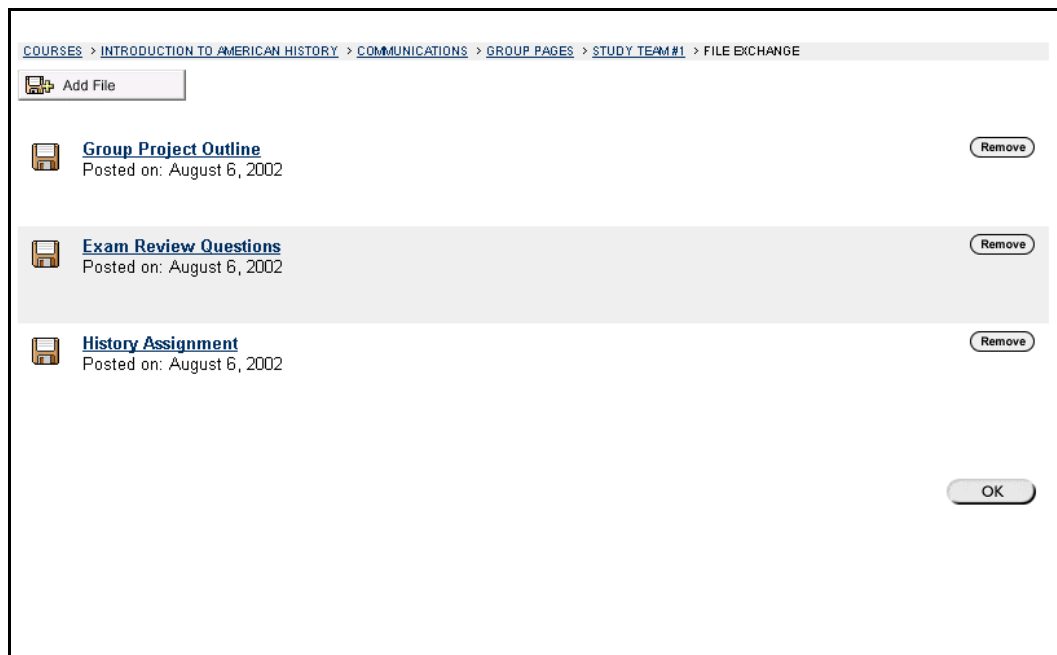 COURSES > INTRODUCTION TO AMERICAN HISTORY > COMMUNICATIONS > GROUP PAGES > STUDY TEAM #1 > FILE EXCHANGE
Add File
Group Project Outline Remove
Posted on: August 6, 2002
Exam Review Questions Remove
Posted on: August 6, 2002
History Assignment Remove
Posted on: August 6, 2002
OK